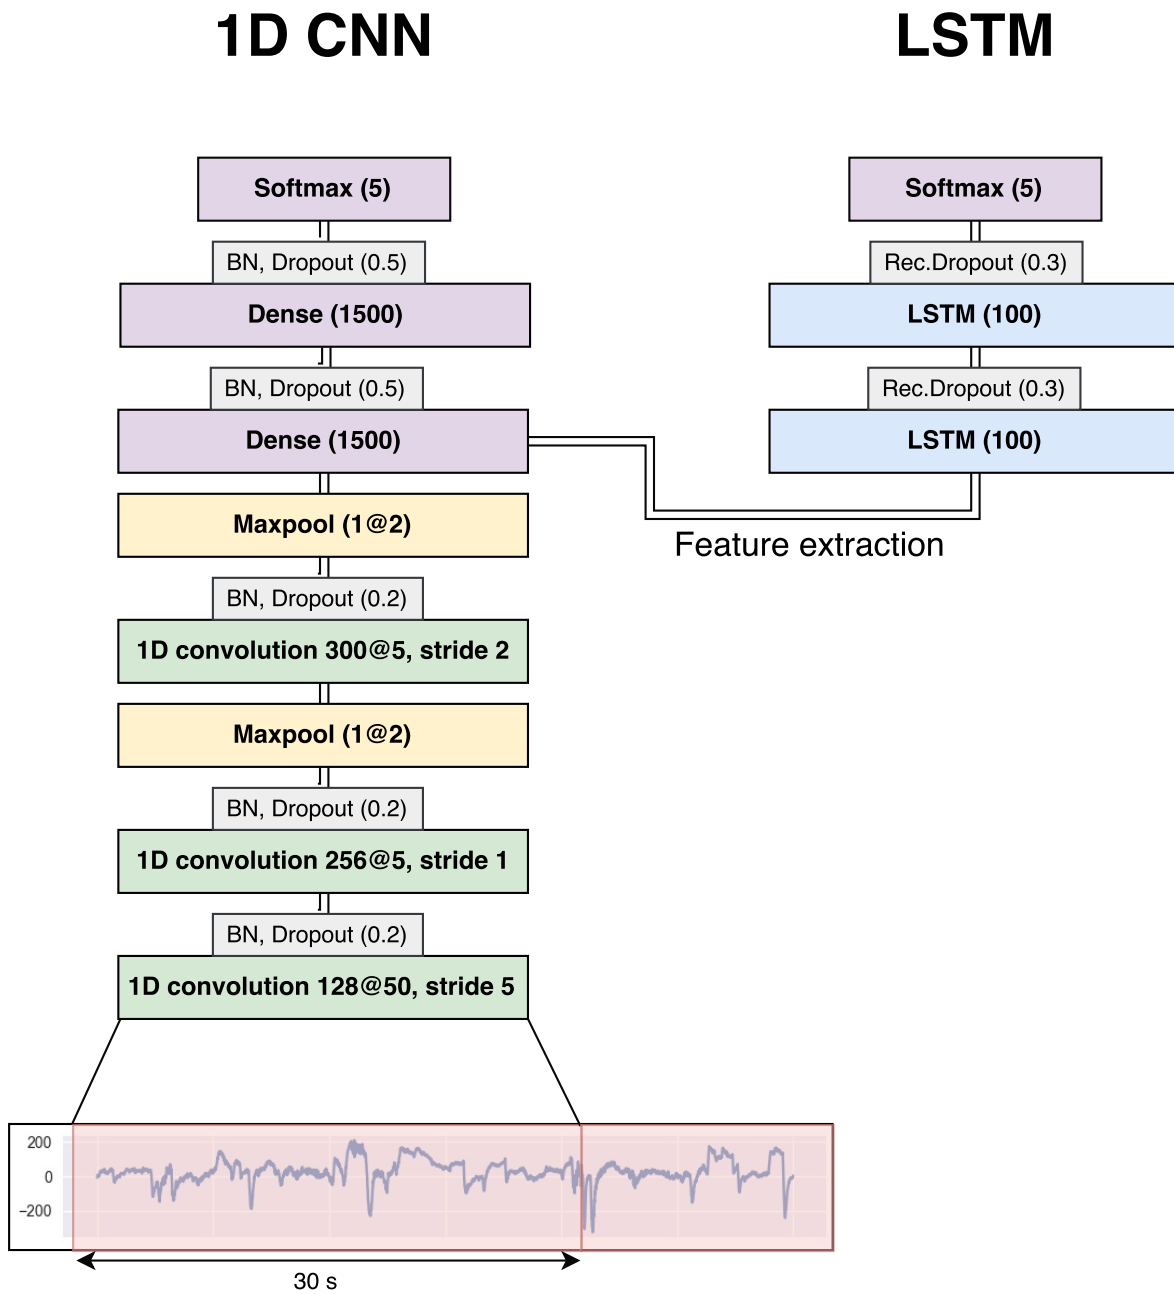 1D CNN
LSTM
Softmax (5)
BN, Dropout (0.5)
Dense (1500)
BN, Dropout (0.5)
Dense (1500)
Maxpool (1@2)
BN, Dropout (0.2)
1D convolution 300@5, stride 2
Maxpool (1@2)
BN, Dropout (0.2)
1D convolution 256@5, stride 1
BN, Dropout (0.2)
1D convolution 128@50, stride 5
Softmax (5)
Rec.Dropout (0.3)
LSTM (100)
Rec.Dropout (0.3)
LSTM (100)
Feature extraction
200
0
−200
30 s